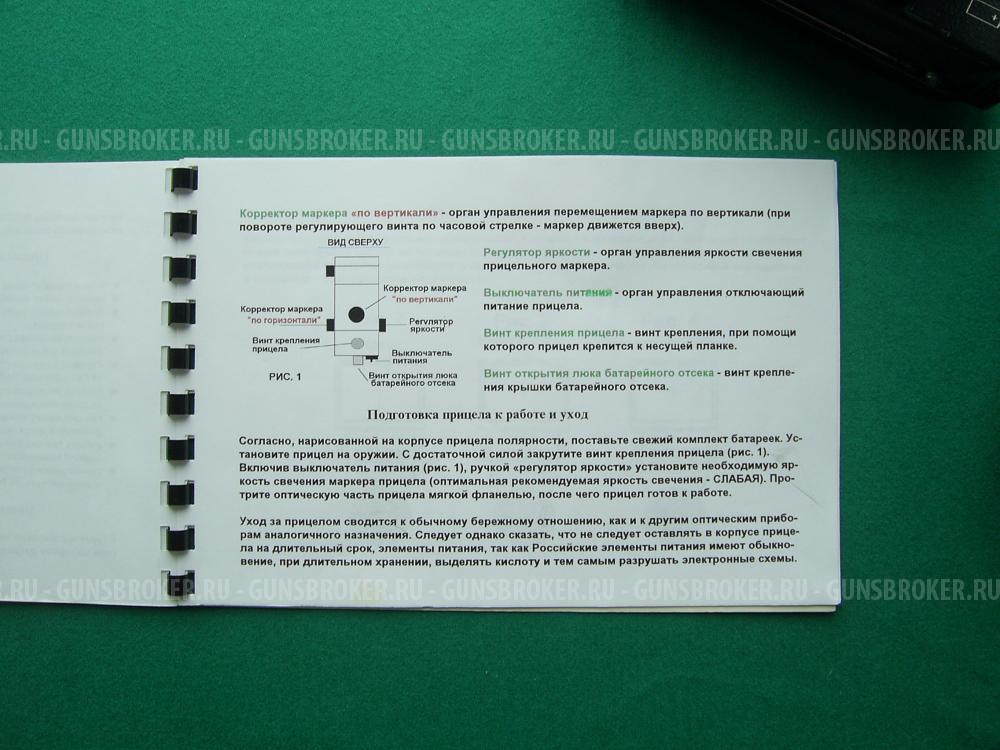 .RU - GUNSBROKER.RU - GUNSBROKER.RU - GUNSBROKER.RU - GUNSBROKER.RU - GUNSBROKER.RU
Корректор маркера «по вертикали» - орган управления перемещением маркера по вертикали (при
повороте регулирующего винта по часовой стрелке - маркер движется вверх).
ВИД СВЕРХУ
Корректор маркера
"по вертикали"
Корректор маркера
"по горизонтали"
Регулятор
яркости
Винт крепления
прицела
Выключатель
питания
Винт открытия люка
батарейного отсека
РИС. 1
Регулятор яркости - орган управления яркости свечения
прицельного маркера.
Выключатель питания - орган управления отключающий
питание прицела.
Винт крепления прицела - винт крепления, при помощи
которого прицел крепится к несущей планке.
Винт открытия люка батарейного отсека - винт крепле-
ния крышки батарейного отсека.
Подготовка прицела к работе и уход
Согласно, нарисованной на корпусе прицела полярности, поставьте свежий комплект батареек. Ус-
тановите прицел на оружии. С достаточной силой закрутите винт крепления прицела (рис. 1).
Включив выключатель питания (рис. 1), ручкой «регулятор яркости» установите необходимую яр-
кость свечения маркера прицела (оптимальная рекомендуемая яркость свечения - СЛАБАЯ). Про-
трите оптическую часть прицела мягкой фланелью, после чего прицел готов к работе.
Уход за прицелом сводится к обычному бережному отношению, как и к другим оптическим прибо-
рам аналогичного назначения. Следует однако сказать, что не следует оставлять в корпусе прице-
ла на длительный срок, элементы питания, так как Российские элементы питания имеют обыкно-
вение, при длительном хранении, выделять кислоту и тем самым разрушать электронные схемы.
.RU - GUNSBROKER.RU - GUNSBROKER.RU - GUNSBROKER.RU - GUNSBROKER.RU - GUNSBROKER.RU